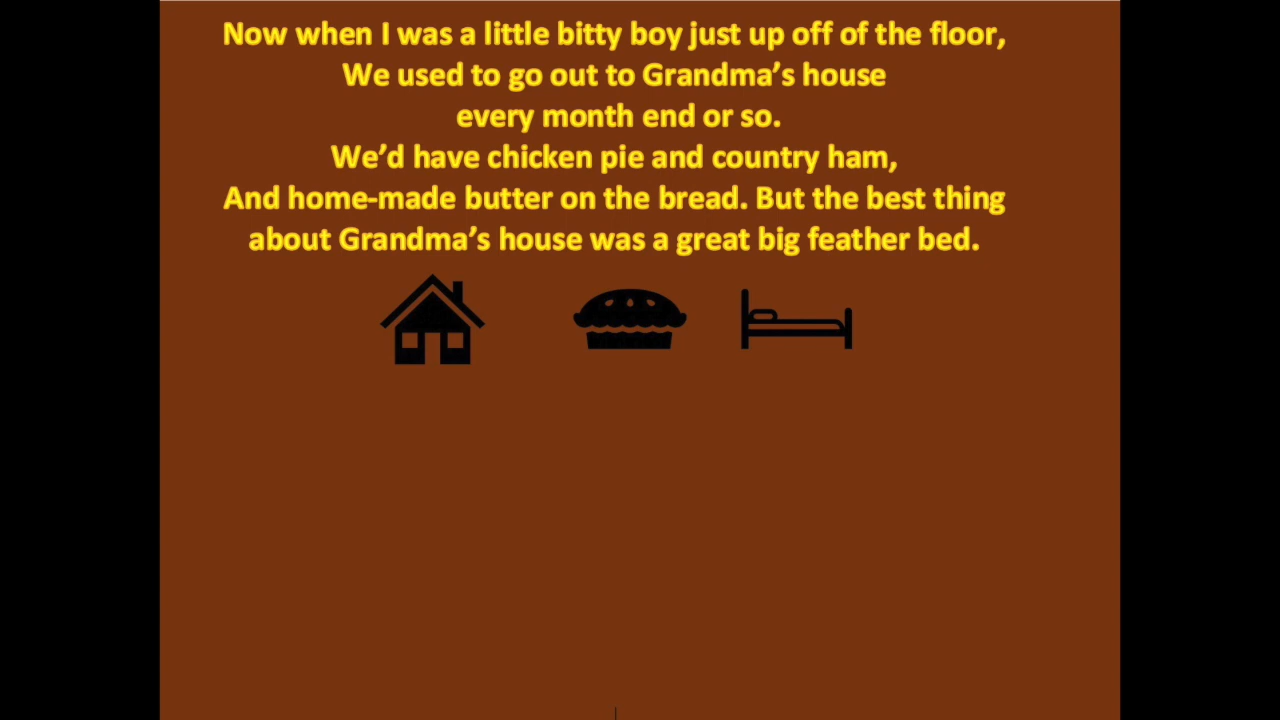 Now when I was a little bitty boy just up off of the floor,
We used to go out to Grandma’s house
every month end or so.
We’d have chicken pie and country ham,
And home-made butter on the bread. But the best thing
about Grandma’s house was a great big feather bed.